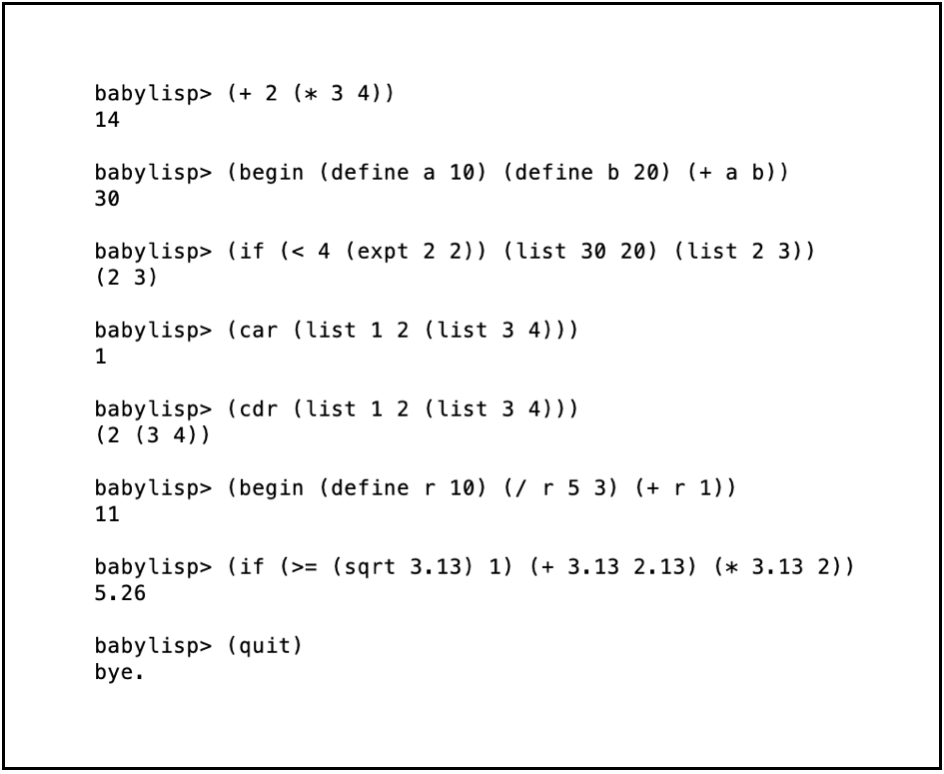 babylisp> (+ 2 (* 3 4))
14
babylisp> (begin (define a 10) (define b 20) (+ a b))
30
babylisp> (if (< 4 (expt 2 2)) (list 30 20) (list 2 3))
(2 3)
babylisp> (car (list 1 2 (list 3 4)))
1
babylisp> (cdr (list 1 2 (list 3 4)))
(2 (3 4))
babylisp> (begin (define r 10) (/ r 5 3) (+ r 1))
11
babylisp> (if (>= (sqrt 3.13) 1) (+ 3.13 2.13) (* 3.13 2))
5.26
babylisp> (quit)
bye.